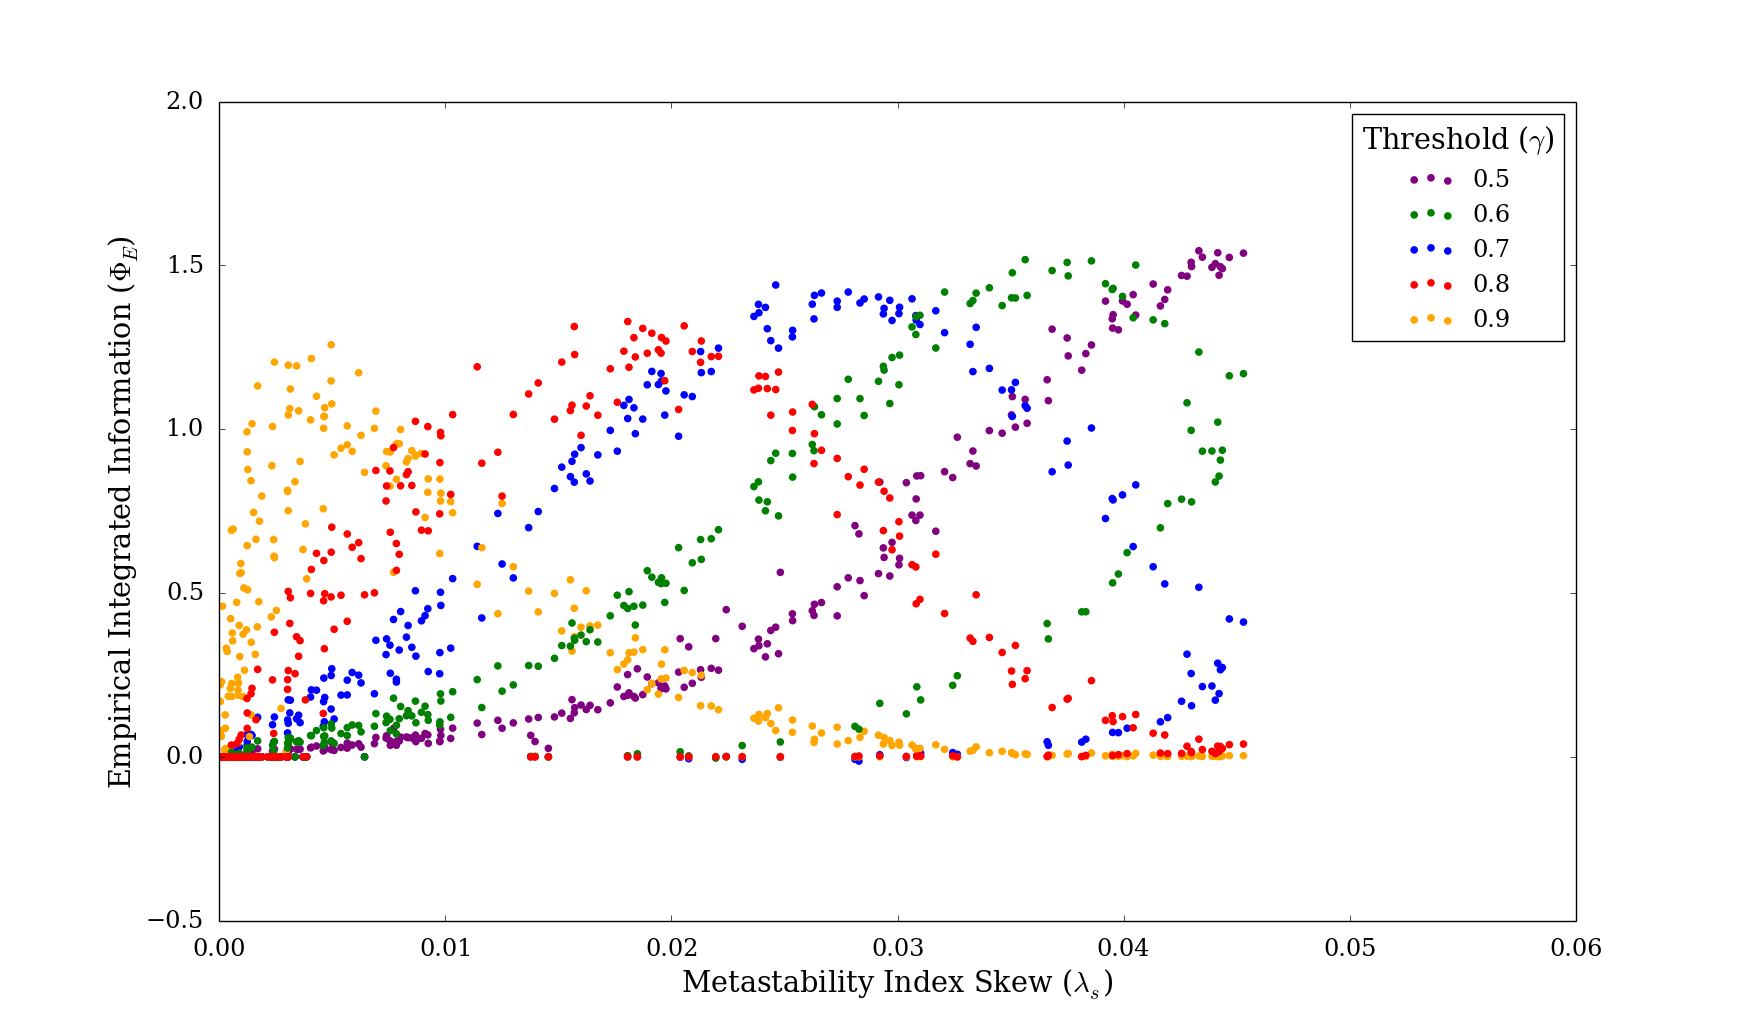 2.0
1.5
1.0
0.5
0.0
−0.5
Empirical Integrated Information (Φ_E)
0.00 0.01 0.02 0.03 0.04 0.05 0.06
Metastability Index Skew (λ_s)
Threshold (γ)
0.5
0.6
0.7
0.8
0.9